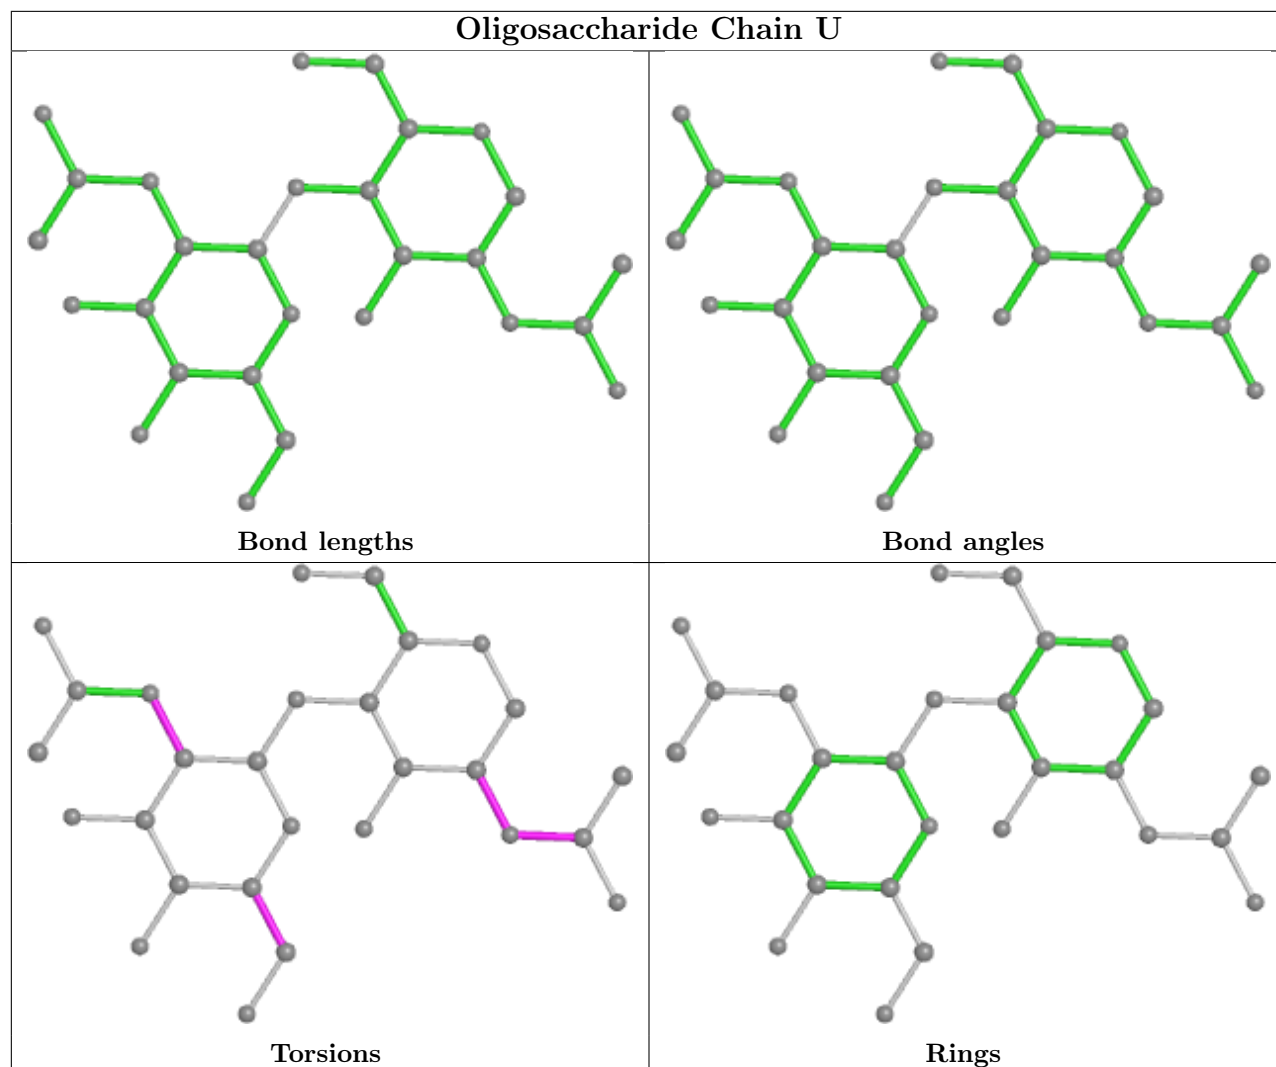 Oligosaccharide Chain U
Bond lengths
Bond angles
Torsions
Rings